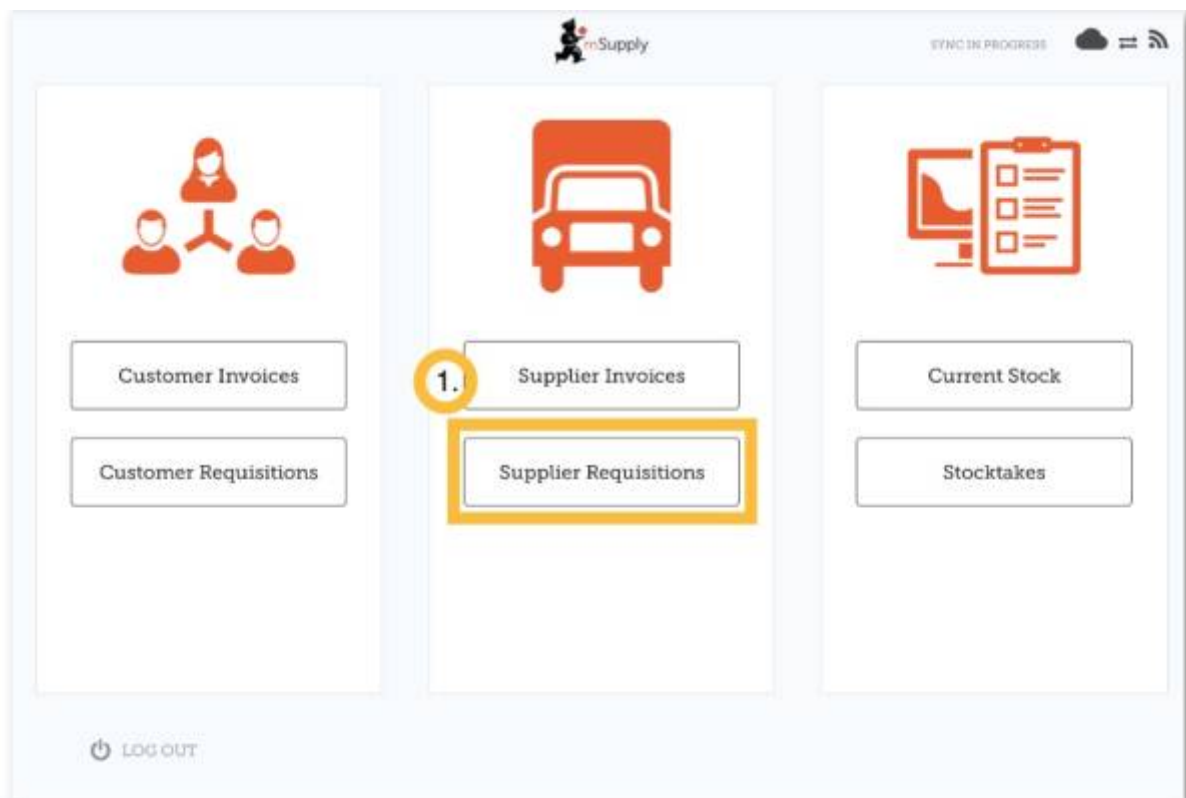 mSupply
SYNC IN PROGRESS
Customer Invoices
1.
Supplier Invoices
Current Stock
Customer Requisitions
Supplier Requisitions
Stocktakes
LOG OUT